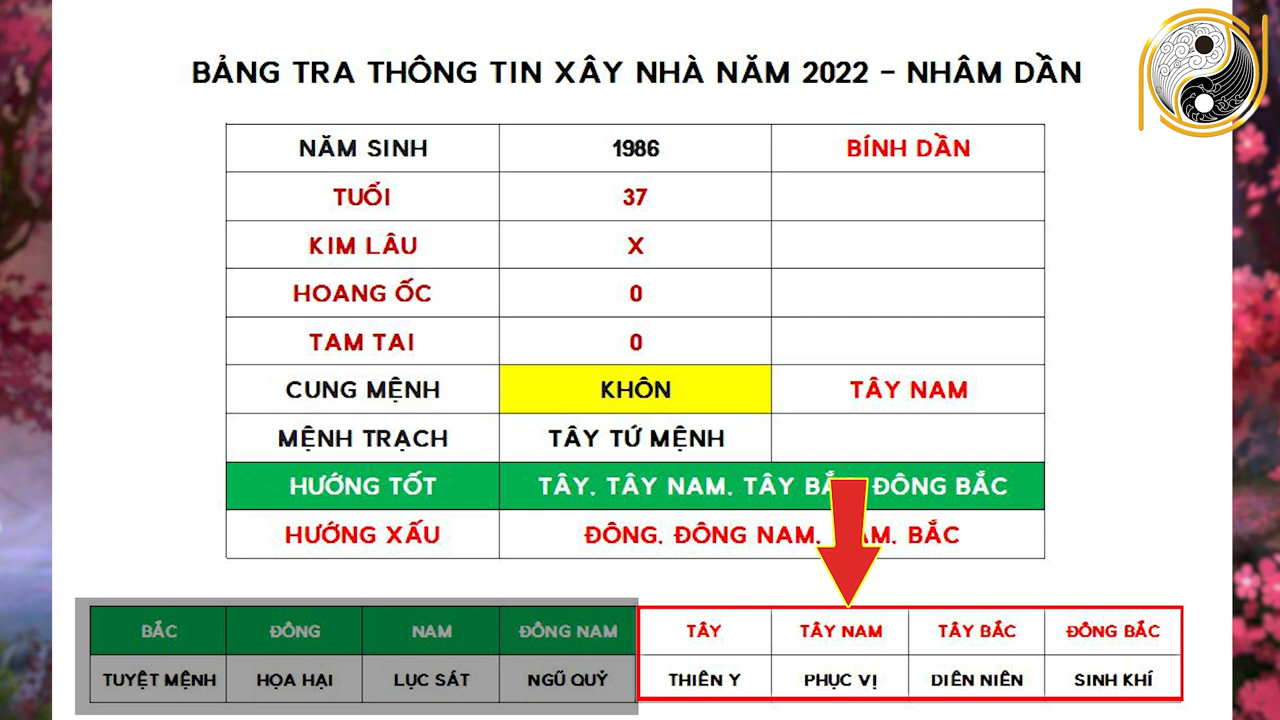 BẢNG TRA THÔNG TIN XÂY NHÀ NĂM 2022 - NHÂM DẦN
NĂM SINH 1986 BÍNH DẦN
TUỔI 37
KIM LÂU X
HOANG ỐC 0
TAM TAI 0
CUNG MỆNH KHÔN TÂY NAM
MỆNH TRẠCH TÂY TỨ MỆNH
HƯỚNG TỐT TÂY, TÂY NAM, TÂY ĐÔNG BẮC
HƯỚNG XẤU ĐÔNG, ĐÔNG NAM, BẮC
BẮC ĐÔNG NAM ĐÔNG NAM TÂY TÂY NAM TÂY BẮC ĐÔNG BẮC
TUYỆT MỆNH HỌA HẠI LỤC SÁT NGŨ QUỶ THIÊN Y PHỤC VỊ DIÊN NIÊN SINH KHÍ